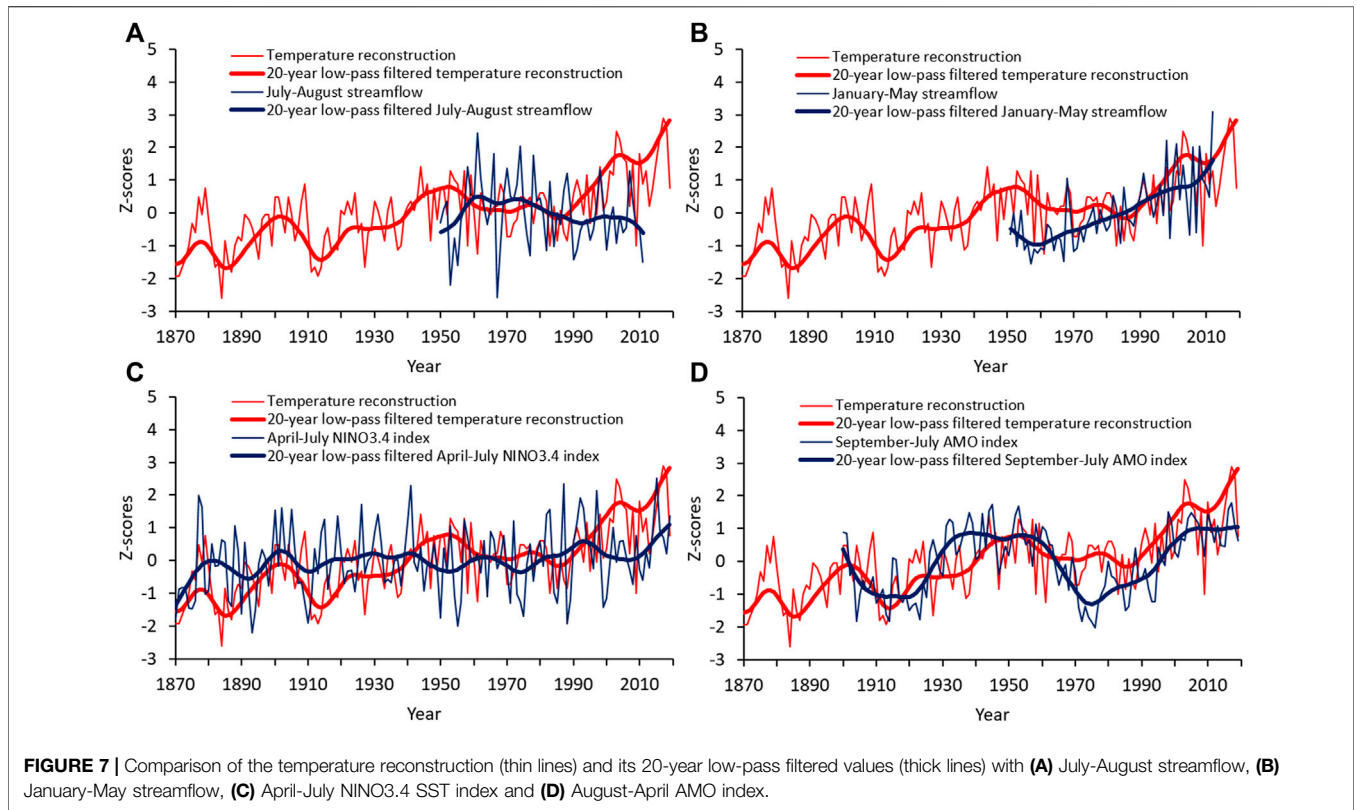 A
Temperature reconstruction
20-year low-pass filtered temperature reconstruction
July-August streamflow
20-year low-pass filtered July-August streamflow
5
4
3
2
1
0
-1
-2
-3
Z-scores
1870 1890 1910 1930 1950 1970 1990 2010
Year
B
Temperature reconstruction
20-year low-pass filtered temperature reconstruction
January-May streamflow
20-year low-pass filtered January-May streamflow
5
4
3
2
1
0
-1
-2
-3
Z-scores
1870 1890 1910 1930 1950 1970 1990 2010
Year
C
Temperature reconstruction
20-year low-pass filtered temperature reconstruction
April-July NINO3.4 index
20-year low-pass filtered April-July NINO3.4 index
5
4
3
2
1
0
-1
-2
-3
Z-scores
1870 1890 1910 1930 1950 1970 1990 2010
Year
D
Temperature reconstruction
20-year low-pass filtered temperature reconstruction
September-July AMO index
20-year low-pass filtered September-July AMO index
5
4
3
2
1
0
-1
-2
-3
Z-scores
1870 1890 1910 1930 1950 1970 1990 2010
Year
FIGURE 7 | Comparison of the temperature reconstruction (thin lines) and its 20-year low-pass filtered values (thick lines) with (A) July-August streamflow, (B)
January-May streamflow, (C) April-July NINO3.4 SST index and (D) August-April AMO index.